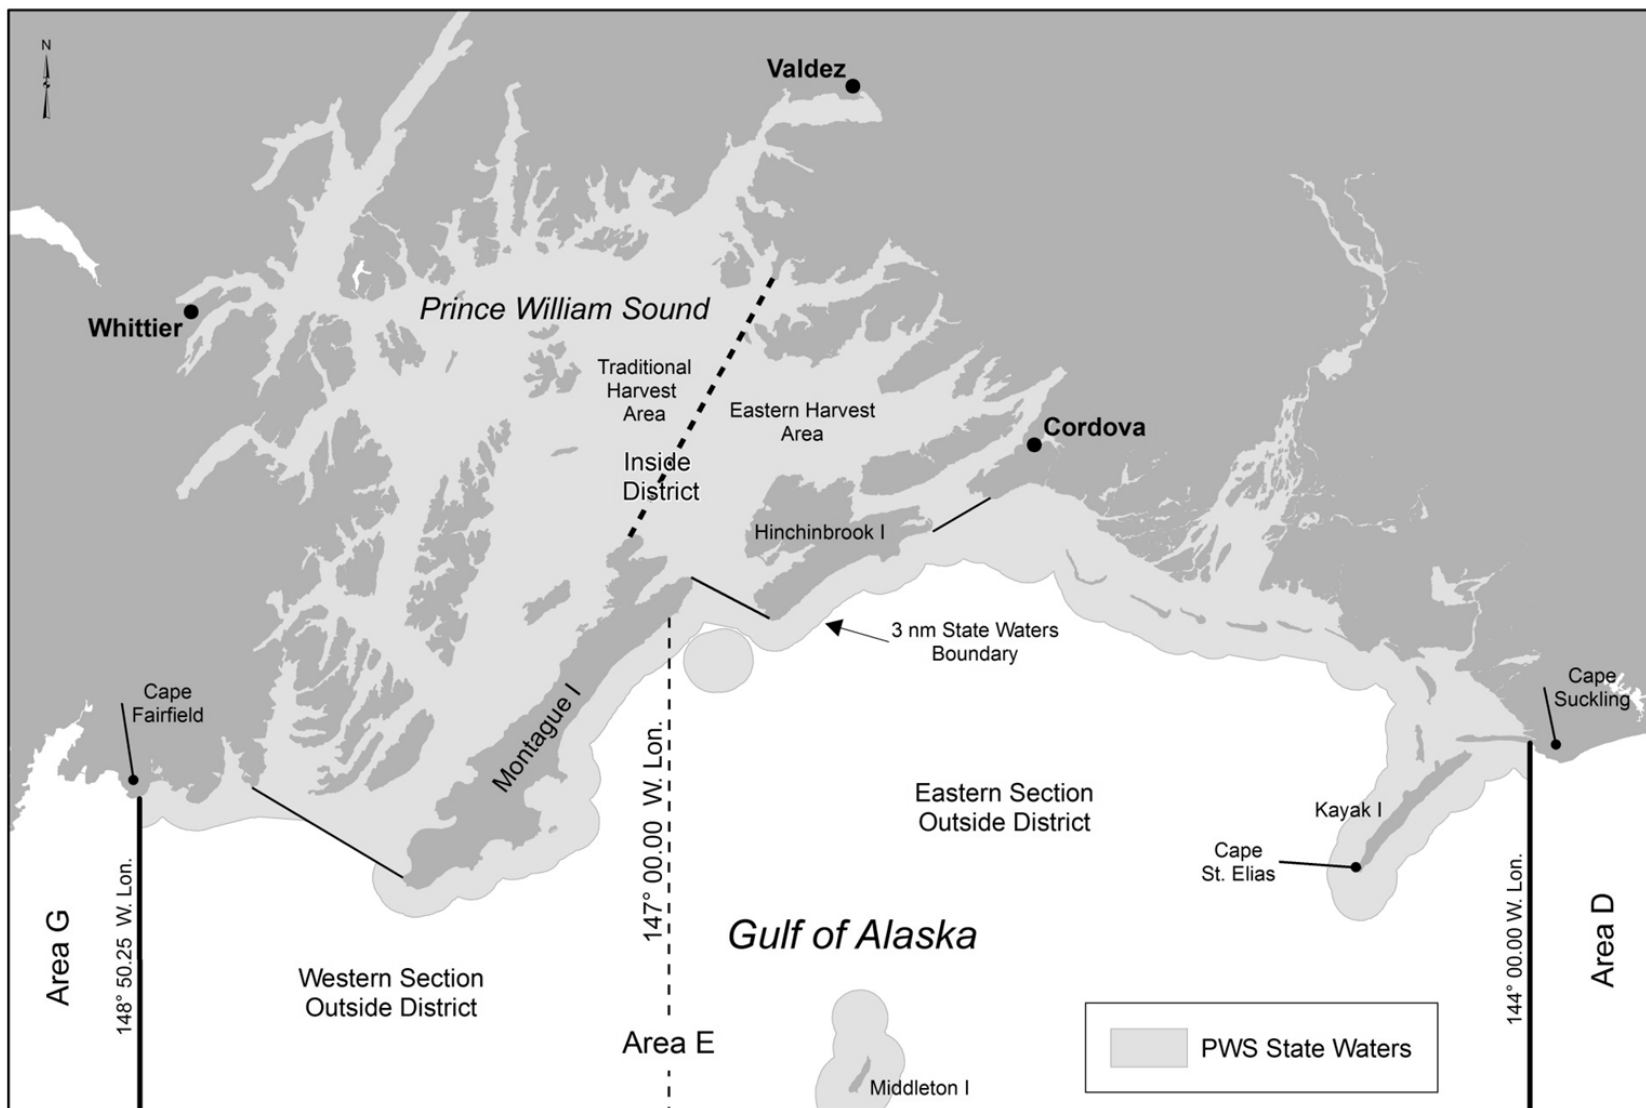 N
Valdez
Prince William Sound
Whittier
Traditional
Harvest
Area
Eastern Harvest
Area
Cordova
Inside
District
Hinchinbrook I
3 nm State Waters
Boundary
Cape
Fairfield
Cape
Suckling
Montague I
147° 00.00 W. Lon.
Eastern Section
Outside District
Kayak I
Cape
St. Elias
Area G
148° 50.25 W. Lon.
Gulf of Alaska
144° 00.00 W. Lon.
Area D
Western Section
Outside District
Area E
PWS State Waters
Middleton I